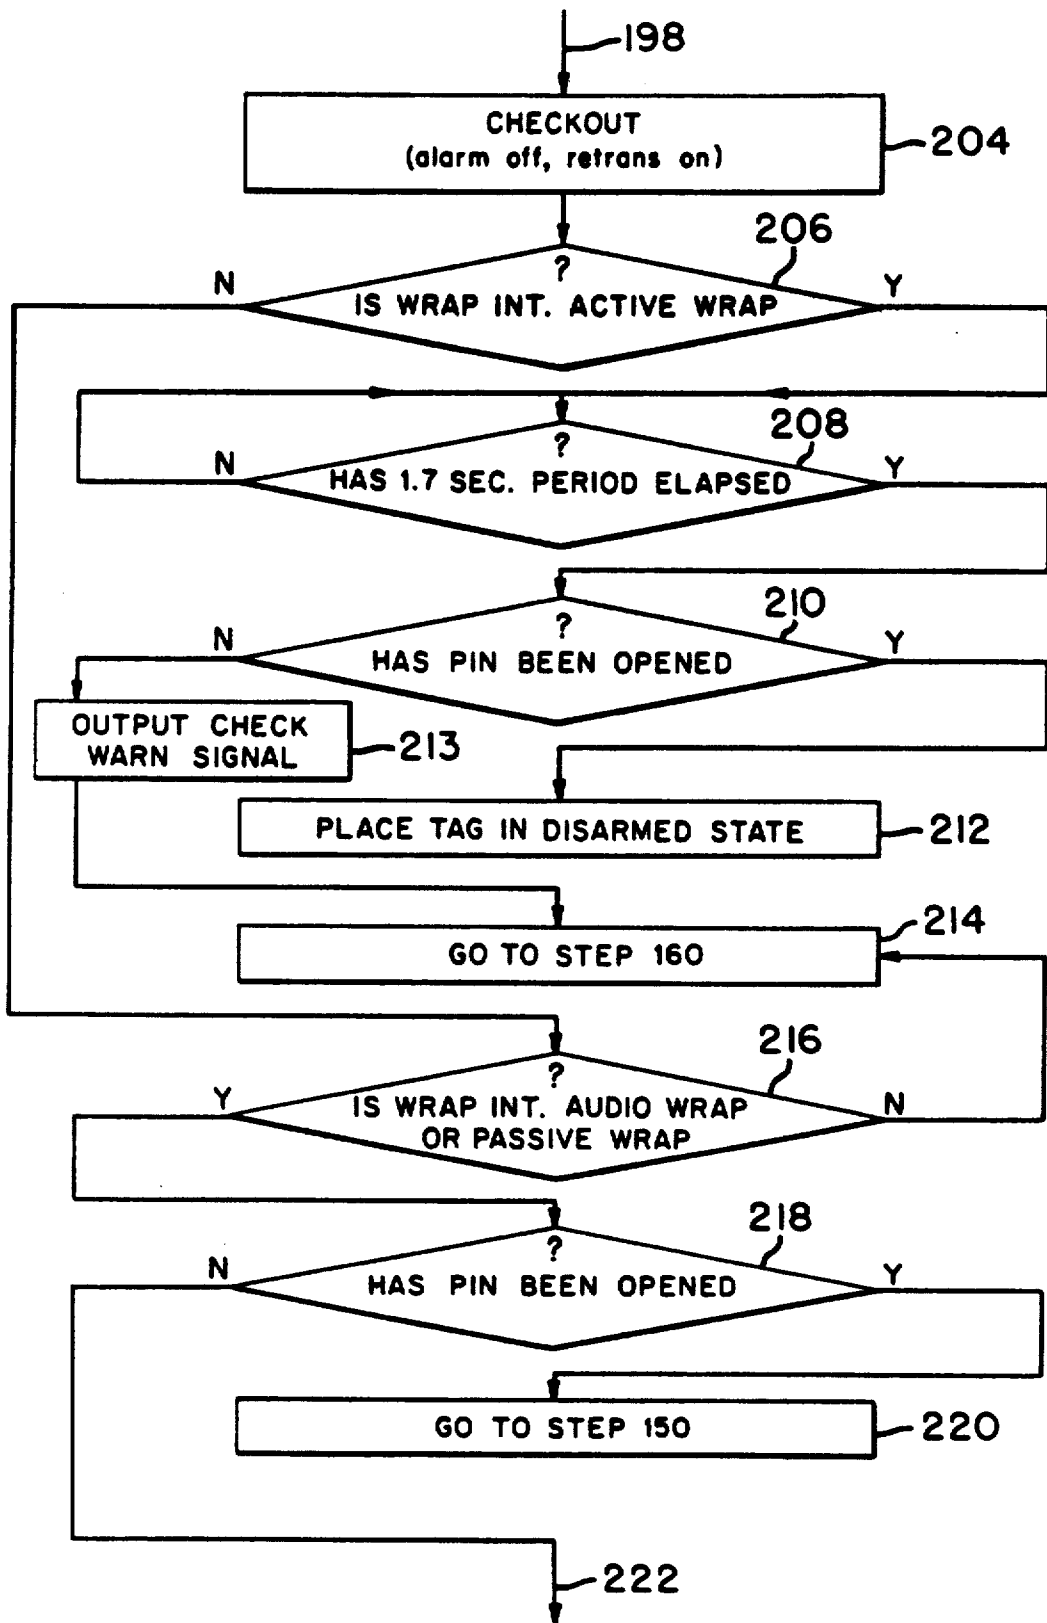 198
CHECKOUT
(alarm off, retrans on)
204
206
?
N
IS WRAP INT. ACTIVE WRAP
Y
208
?
N
HAS 1.7 SEC. PERIOD ELAPSED
Y
210
?
N
HAS PIN BEEN OPENED
Y
OUTPUT CHECK
WARN SIGNAL
213
PLACE TAG IN DISARMED STATE
212
214
GO TO STEP 160
216
?
Y
IS WRAP INT. AUDIO WRAP
OR PASSIVE WRAP
N
218
?
N
HAS PIN BEEN OPENED
Y
GO TO STEP 150
220
222